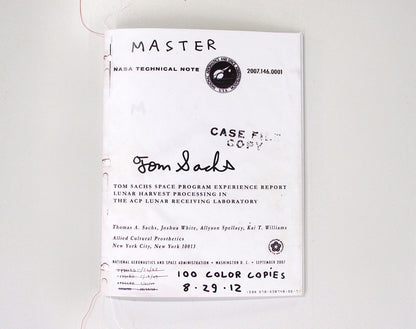 MASTER
NASA TECHNICAL NOTE
2007.146.0001
CASE FILE
COPY
Tom Sachs
TOM SACHS SPACE PROGRAM EXPERIENCE REPORT
LUNAR HARVEST PROCESSING IN
THE ACP LUNAR RECEIVING LABORATORY
Thomas A. Sachs, Joshua White, Allyson Spellacy, Kai T. Williams
Allied Cultural Prosthetics
New York City, New York 10013
NATIONAL AERONAUTICS AND SPACE ADMINISTRATION • WASHINGTON D. C. • SEPTEMBER 2007
100 COLOR COPIES
8-29-12